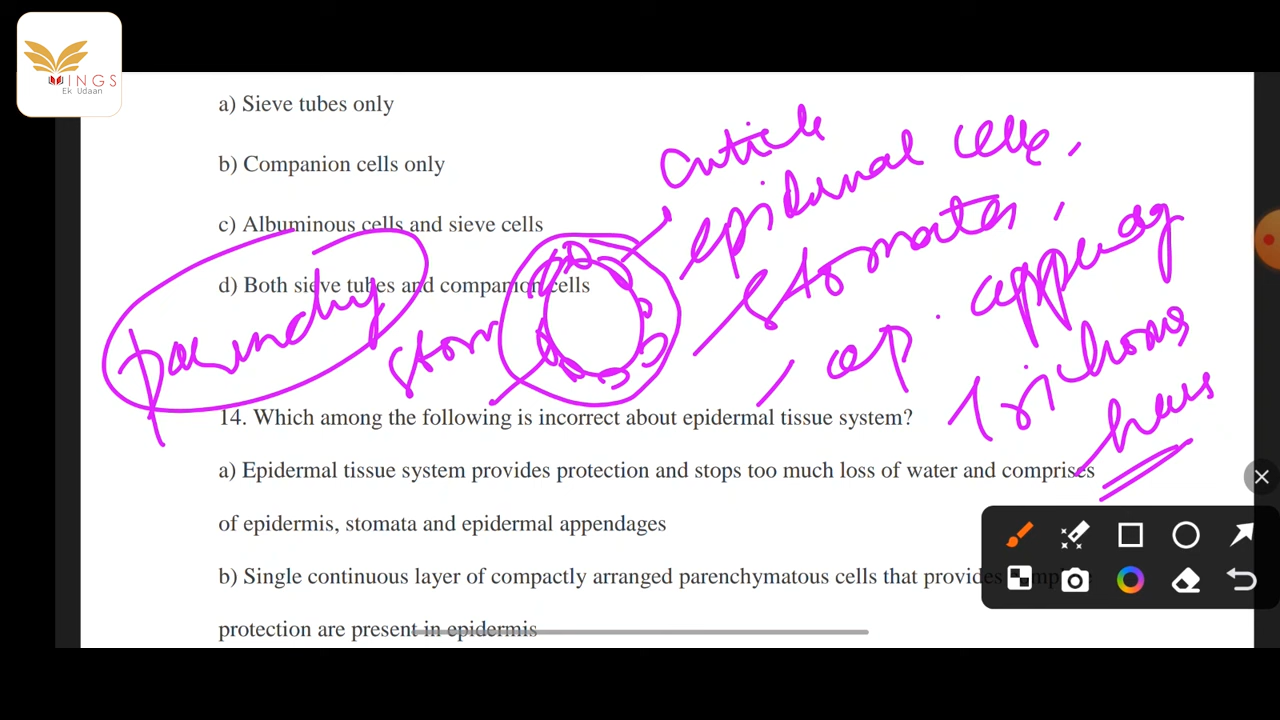 WINGS
Ek Udaan
a) Sieve tubes only
b) Companion cells only
c) Albuminous cells and sieve cells
d) Both sieve tubes and companion cells
cuticle
epidermal cells,
stomata,
ep. appendag
trichomes
hairs
14. Which among the following is incorrect about epidermal tissue system?
a) Epidermal tissue system provides protection and stops too much loss of water and comprises
of epidermis, stomata and epidermal appendages
b) Single continuous layer of compactly arranged parenchymatous cells that provides
protection are present in epidermis